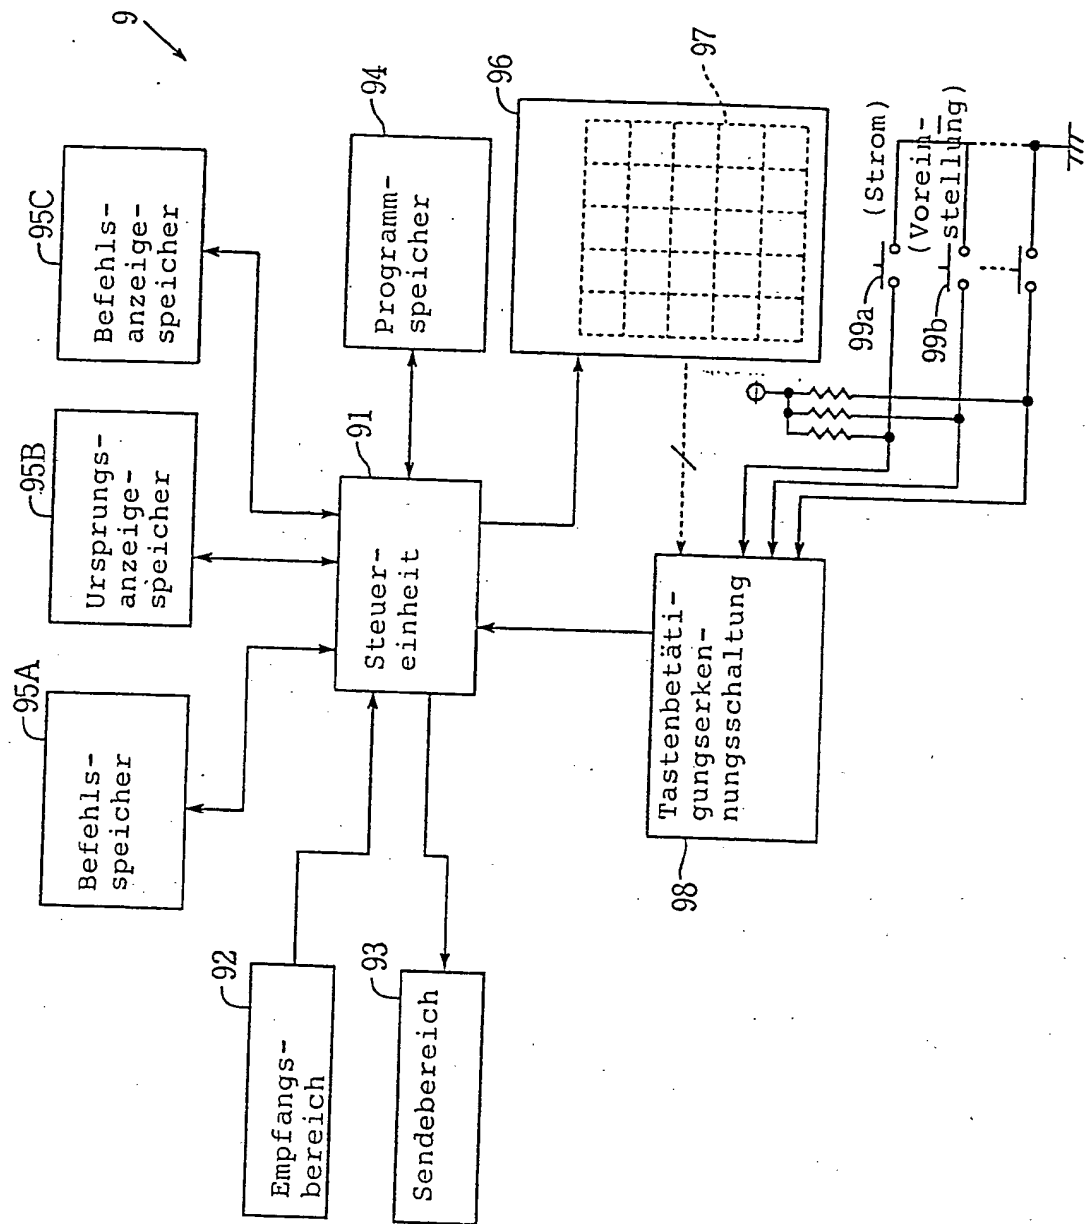 9
95A
Befehls-
speicher
95B
Ursprungs-
anzeige-
speicher
95C
Befehls-
anzeige-
speicher
92
Empfangs-
bereich
93
Sendebereich
91
Steuer-
einheit
94
Programm-
speicher
96
97
98
Tastenbetäti-
gungserken-
nungsschaltung
99a
(Strom)
99b
(Vorein-
stellung)